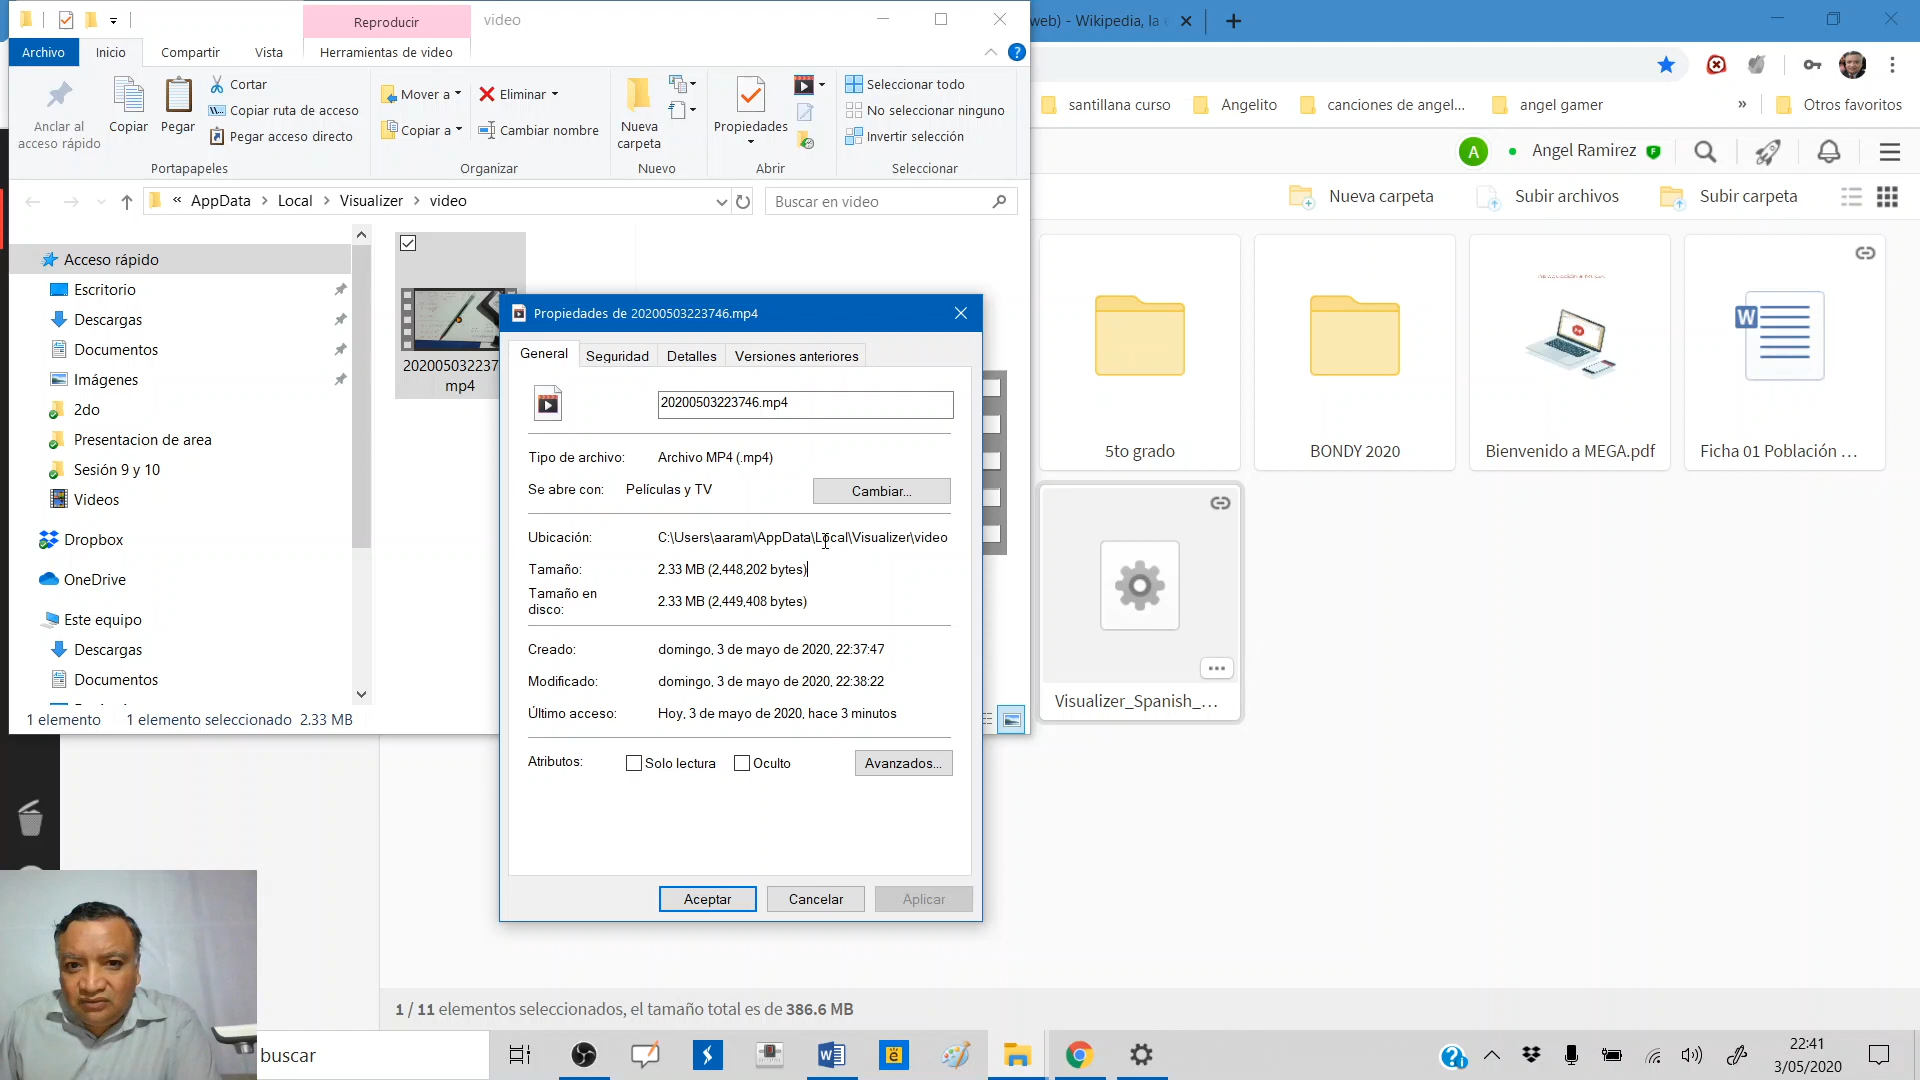 Reproducir
video
Archivo
Inicio
Compartir
Vista
Herramientas de video
Anclar al
acceso rápido
Copiar
Pegar
Cortar
Copiar ruta de acceso
Pegar acceso directo
Portapapeles
Mover a
Copiar a
Eliminar
Cambiar nombre
Organizar
Nueva
carpeta
Nuevo
Propiedades
Abrir
Seleccionar todo
No seleccionar ninguno
Invertir selección
Seleccionar
« AppData > Local > Visualizer > video
Buscar en video
Acceso rápido
Escritorio
Descargas
Documentos
Imágenes
2do
Presentacion de area
Sesión 9 y 10
Videos
Dropbox
OneDrive
Este equipo
Descargas
Documentos
1 elemento
1 elemento seleccionado 2.33 MB
mp4
Propiedades de 20200503223746.mp4
General
Seguridad
Detalles
Versiones anteriores
20200503223746.mp4
Tipo de archivo: Archivo MP4 (.mp4)
Se abre con: Películas y TV
Cambiar...
Ubicación: C:\Users\aaram\AppData\Local\Visualizer\video
Tamaño: 2.33 MB (2,448,202 bytes)
Tamaño en
disco: 2.33 MB (2,449,408 bytes)
Creado: domingo, 3 de mayo de 2020, 22:37:47
Modificado: domingo, 3 de mayo de 2020, 22:38:22
Último acceso: Hoy, 3 de mayo de 2020, hace 3 minutos
Atributos: Solo lectura Oculto
Avanzados...
Aceptar
Cancelar
Aplicar
web) - Wikipedia, la
santillana curso
Angelito
canciones de angel...
angel gamer
»
Otros favoritos
A
Angel Ramirez
F
Nueva carpeta
Subir archivos
Subir carpeta
5to grado
BONDY 2020
Bienvenido a MEGA.pdf
W
Ficha 01 Población ...
Visualizer_Spanish_...
1 / 11 elementos seleccionados, el tamaño total es de 386.6 MB
buscar
22:41
3/05/2020